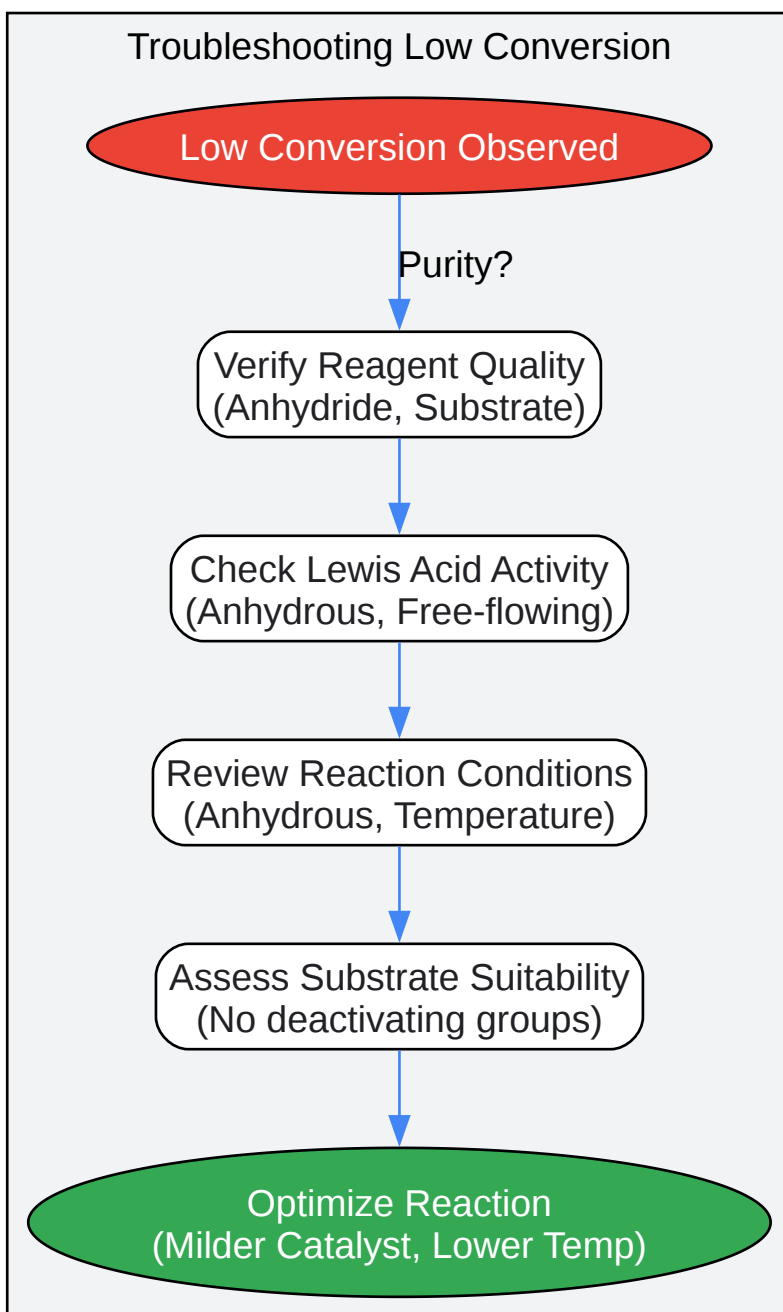 Troubleshooting Low Conversion
Low Conversion Observed
Purity?
Verify Reagent Quality
(Anhydride, Substrate)
Check Lewis Acid Activity
(Anhydrous, Free-flowing)
Review Reaction Conditions
(Anhydrous, Temperature)
Assess Substrate Suitability
(No deactivating groups)
Optimize Reaction
(Milder Catalyst, Lower Temp)